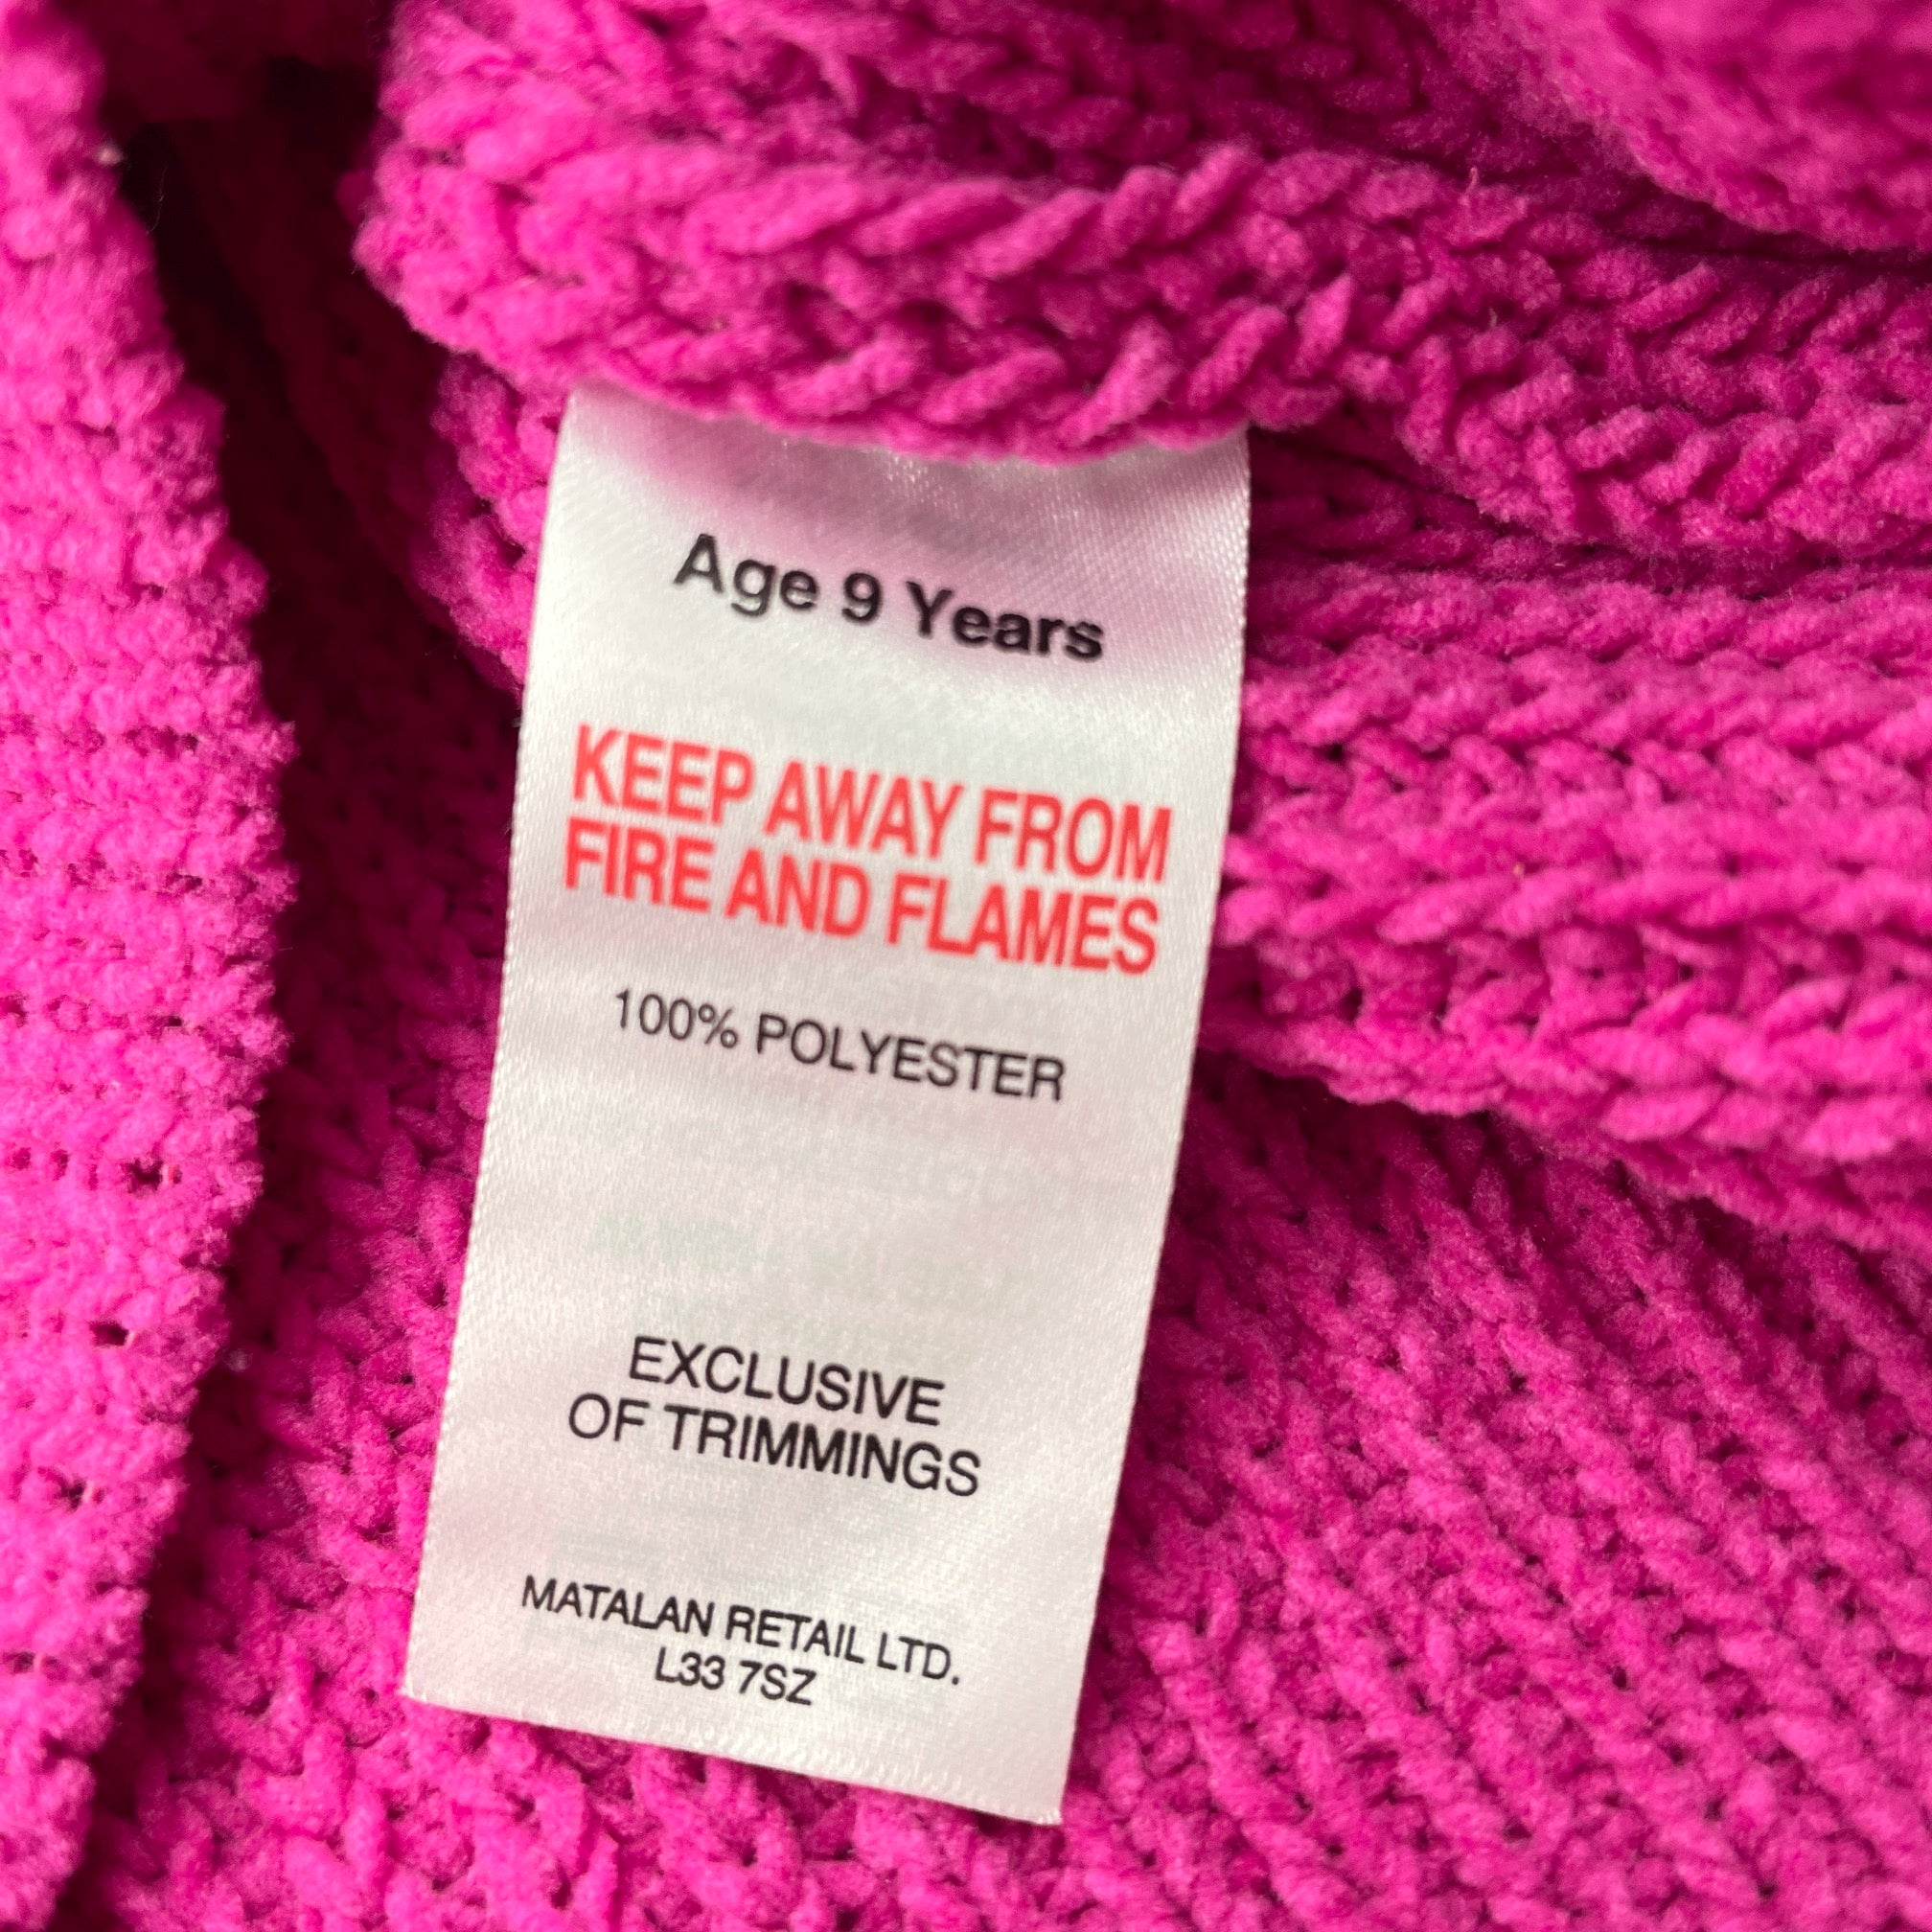 Age 9 Years
KEEP AWAY FROM
FIRE AND FLAMES
100% POLYESTER
EXCLUSIVE
OF TRIMMINGS
MATALAN RETAIL LTD.
L33 7SZ